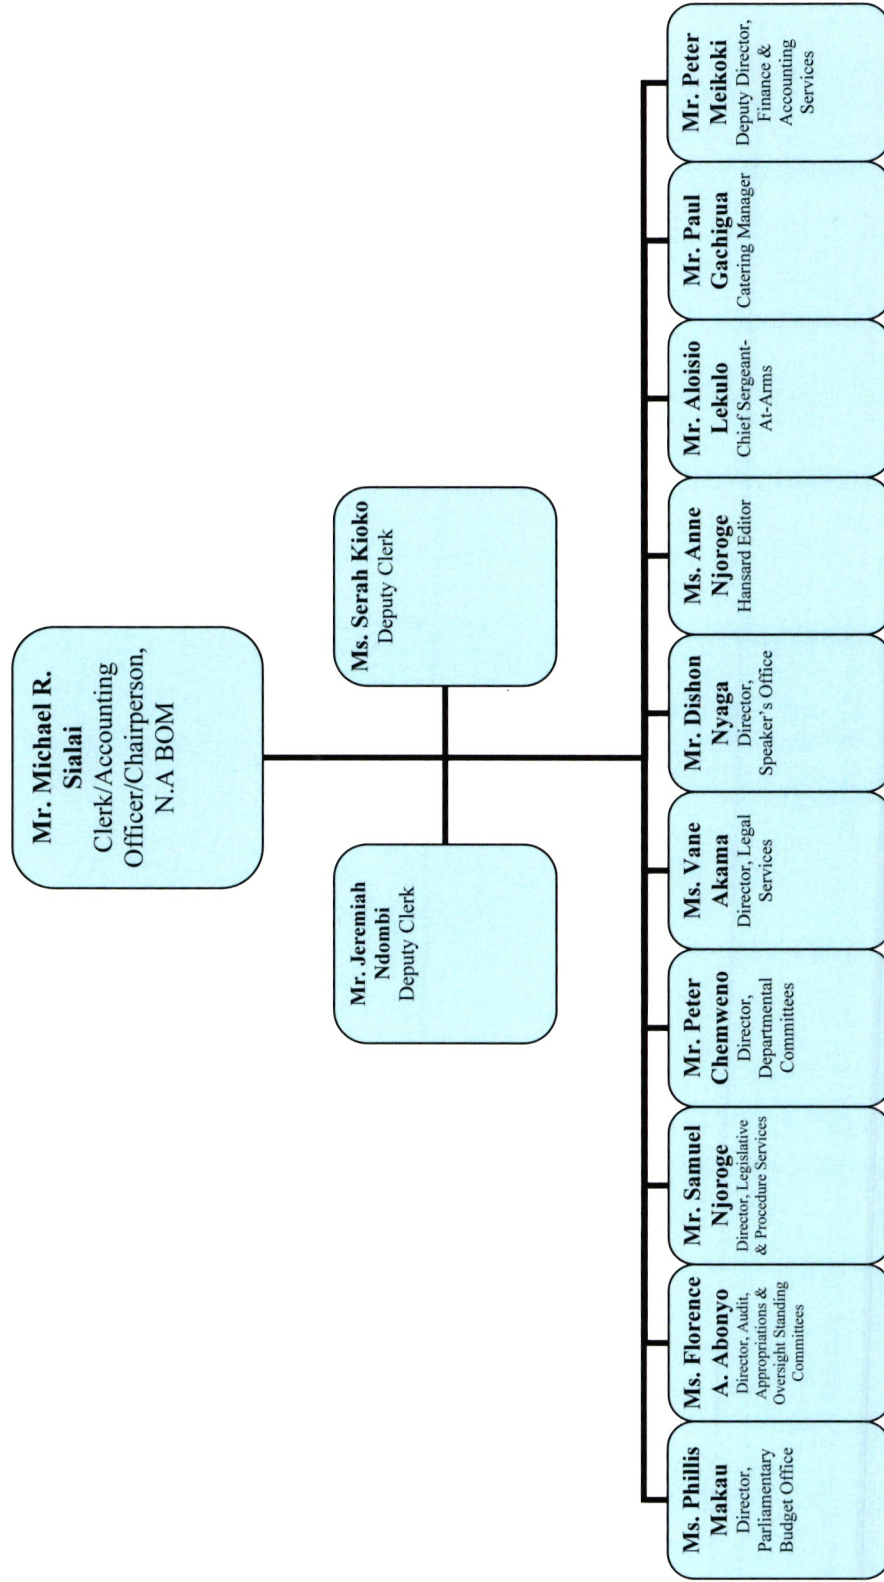 Mr. Michael R.
Sialai
Clerk/Accounting
Officer/Chairperson,
N.A BOM
Mr. Jeremiah
Ndombi
Deputy Clerk
Ms. Serah Kioko
Deputy Clerk
Ms. Phillis
Makau
Director,
Parliamentary
Budget Office
Ms. Florence
A. Abonyo
Director, Audit,
Appropriations &
Oversight Standing
Committees
Mr. Samuel
Njoroge
Director, Legislative
& Procedure Services
Mr. Peter
Chemweno
Director,
Departmental
Committees
Ms. Vane
Akama
Director, Legal
Services
Mr. Dishon
Nyaga
Director,
Speaker's Office
Ms. Anne
Njoroge
Hansard Editor
Mr. Aloisio
Lekulo
Chief Sergeant-
At-Arms
Mr. Paul
Gachigua
Catering Manager
Mr. Peter
Meikoki
Deputy Director,
Finance &
Accounting
Services